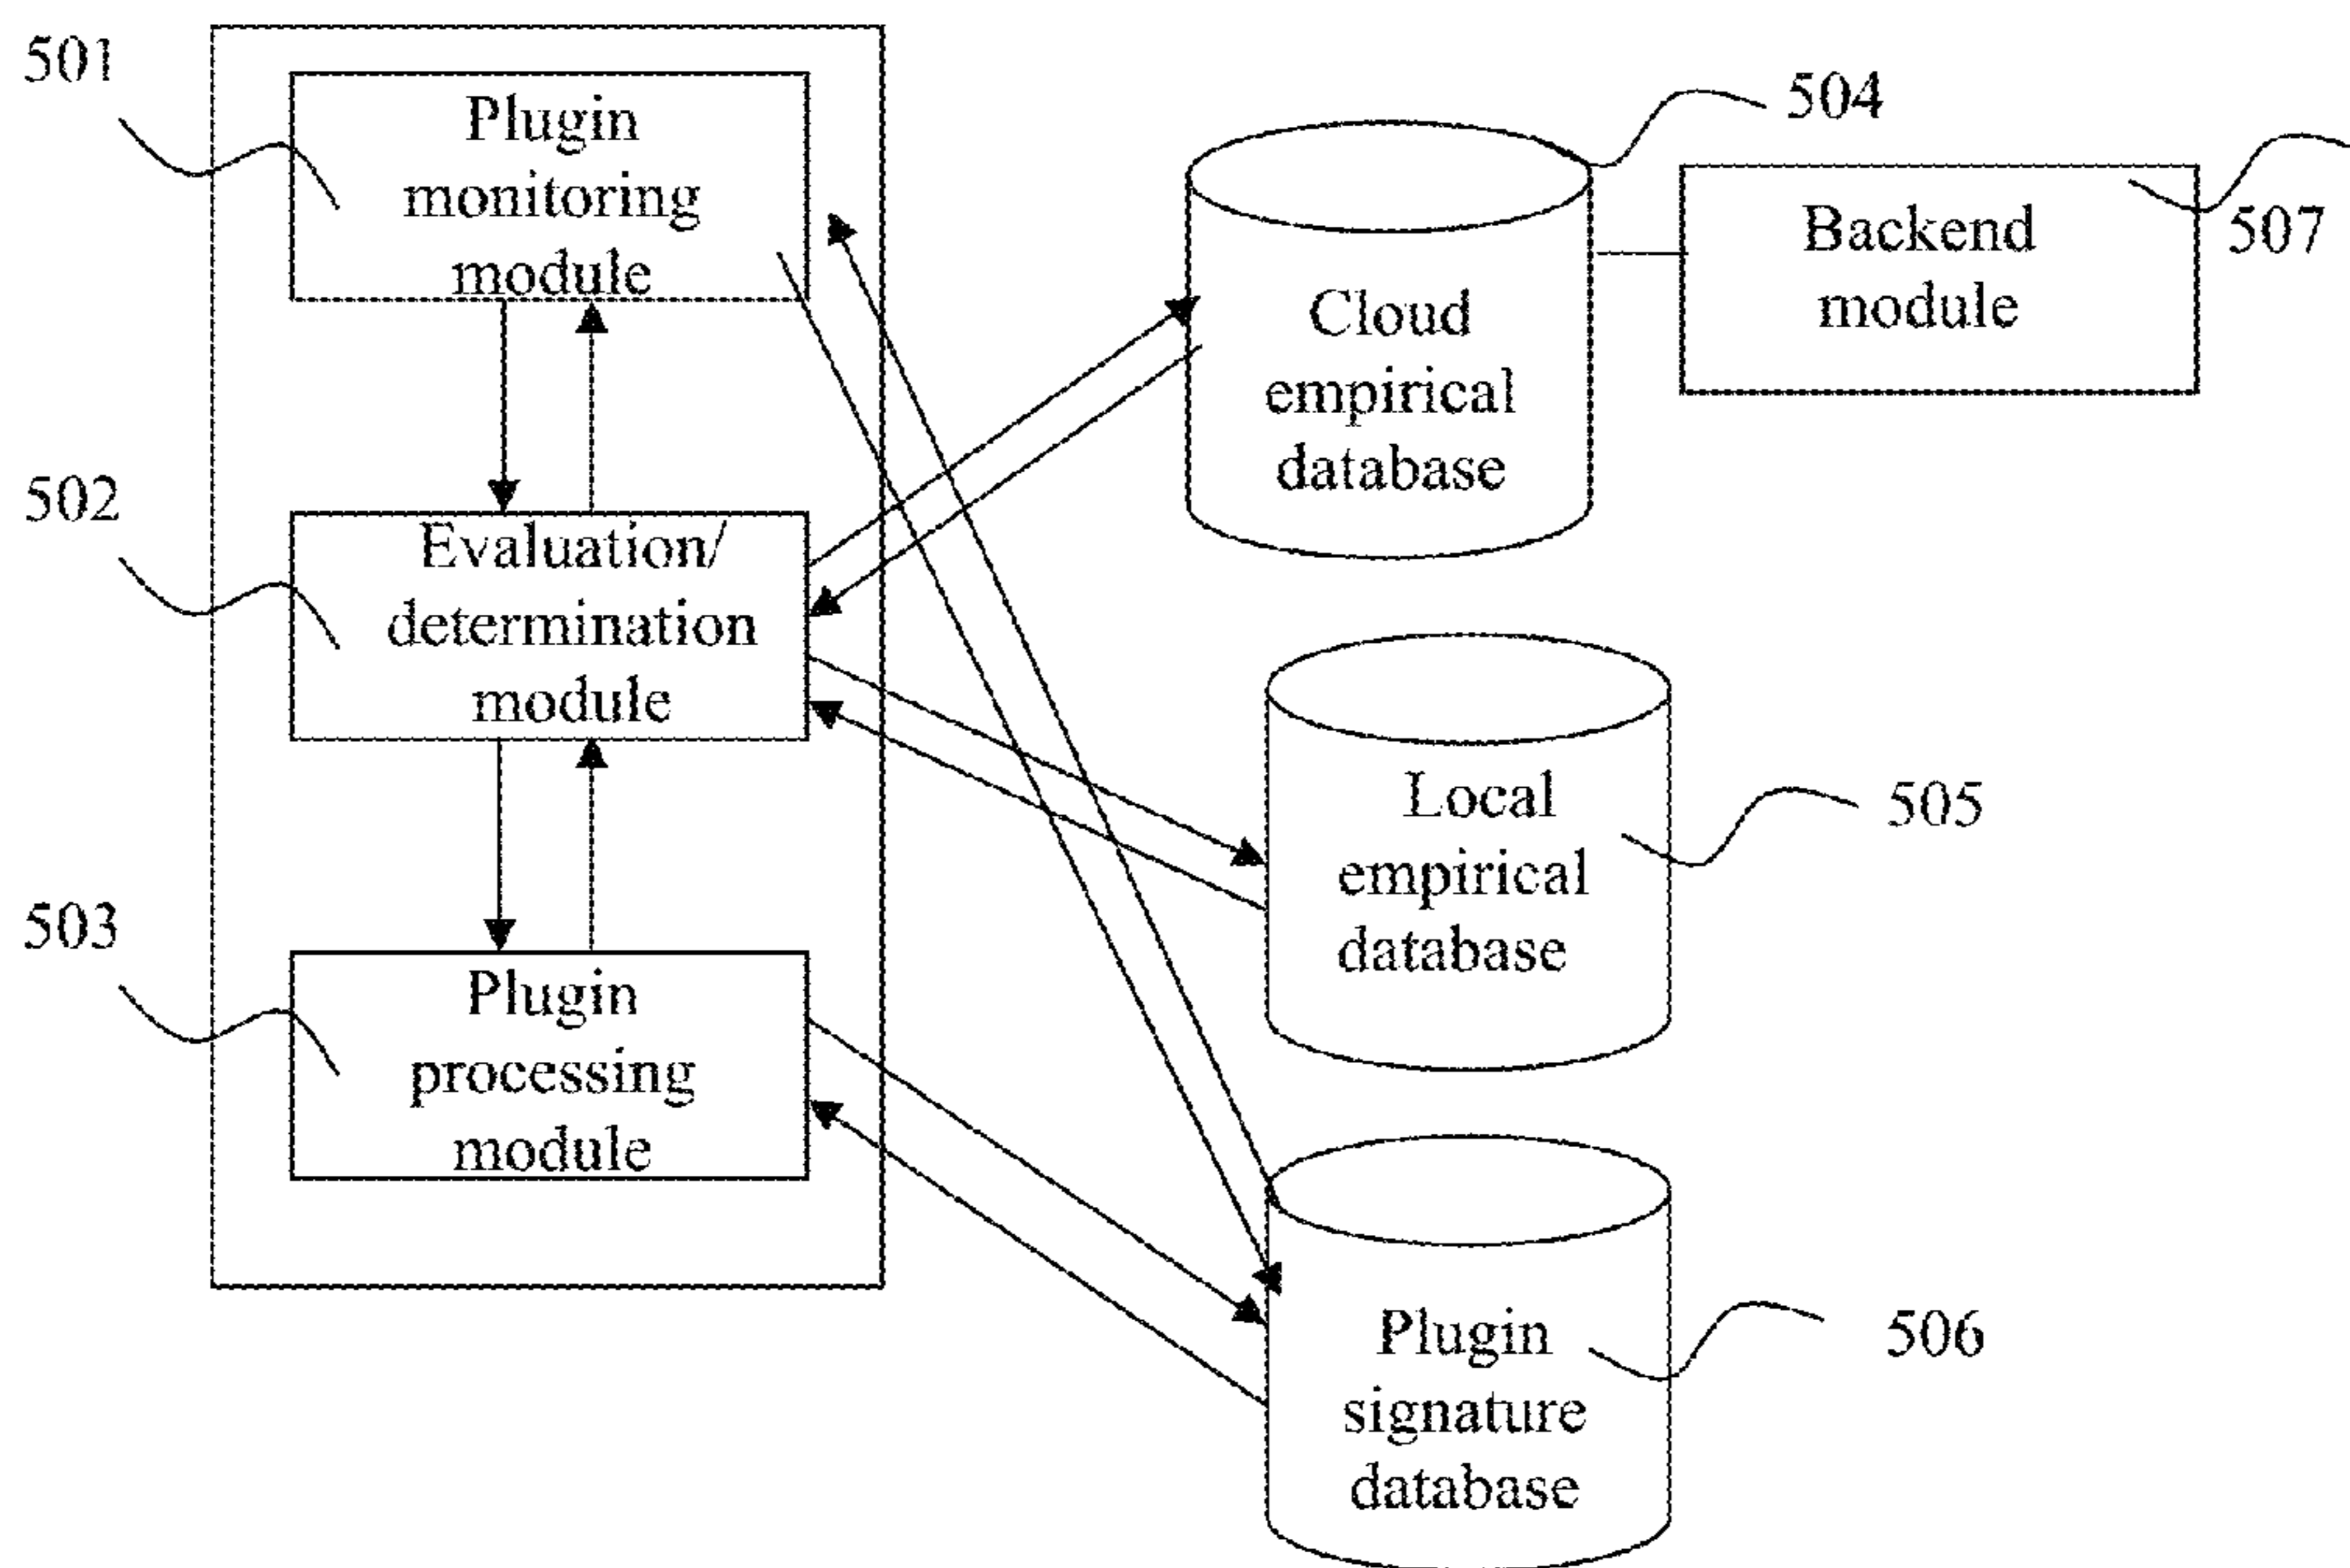 501
Plugin
monitoring
module
502
Evaluation/
determination
module
503
Plugin
processing
module
504
Cloud
empirical
database
Backend
module
507
Local
empirical
database
505
Plugin
signature
database
506